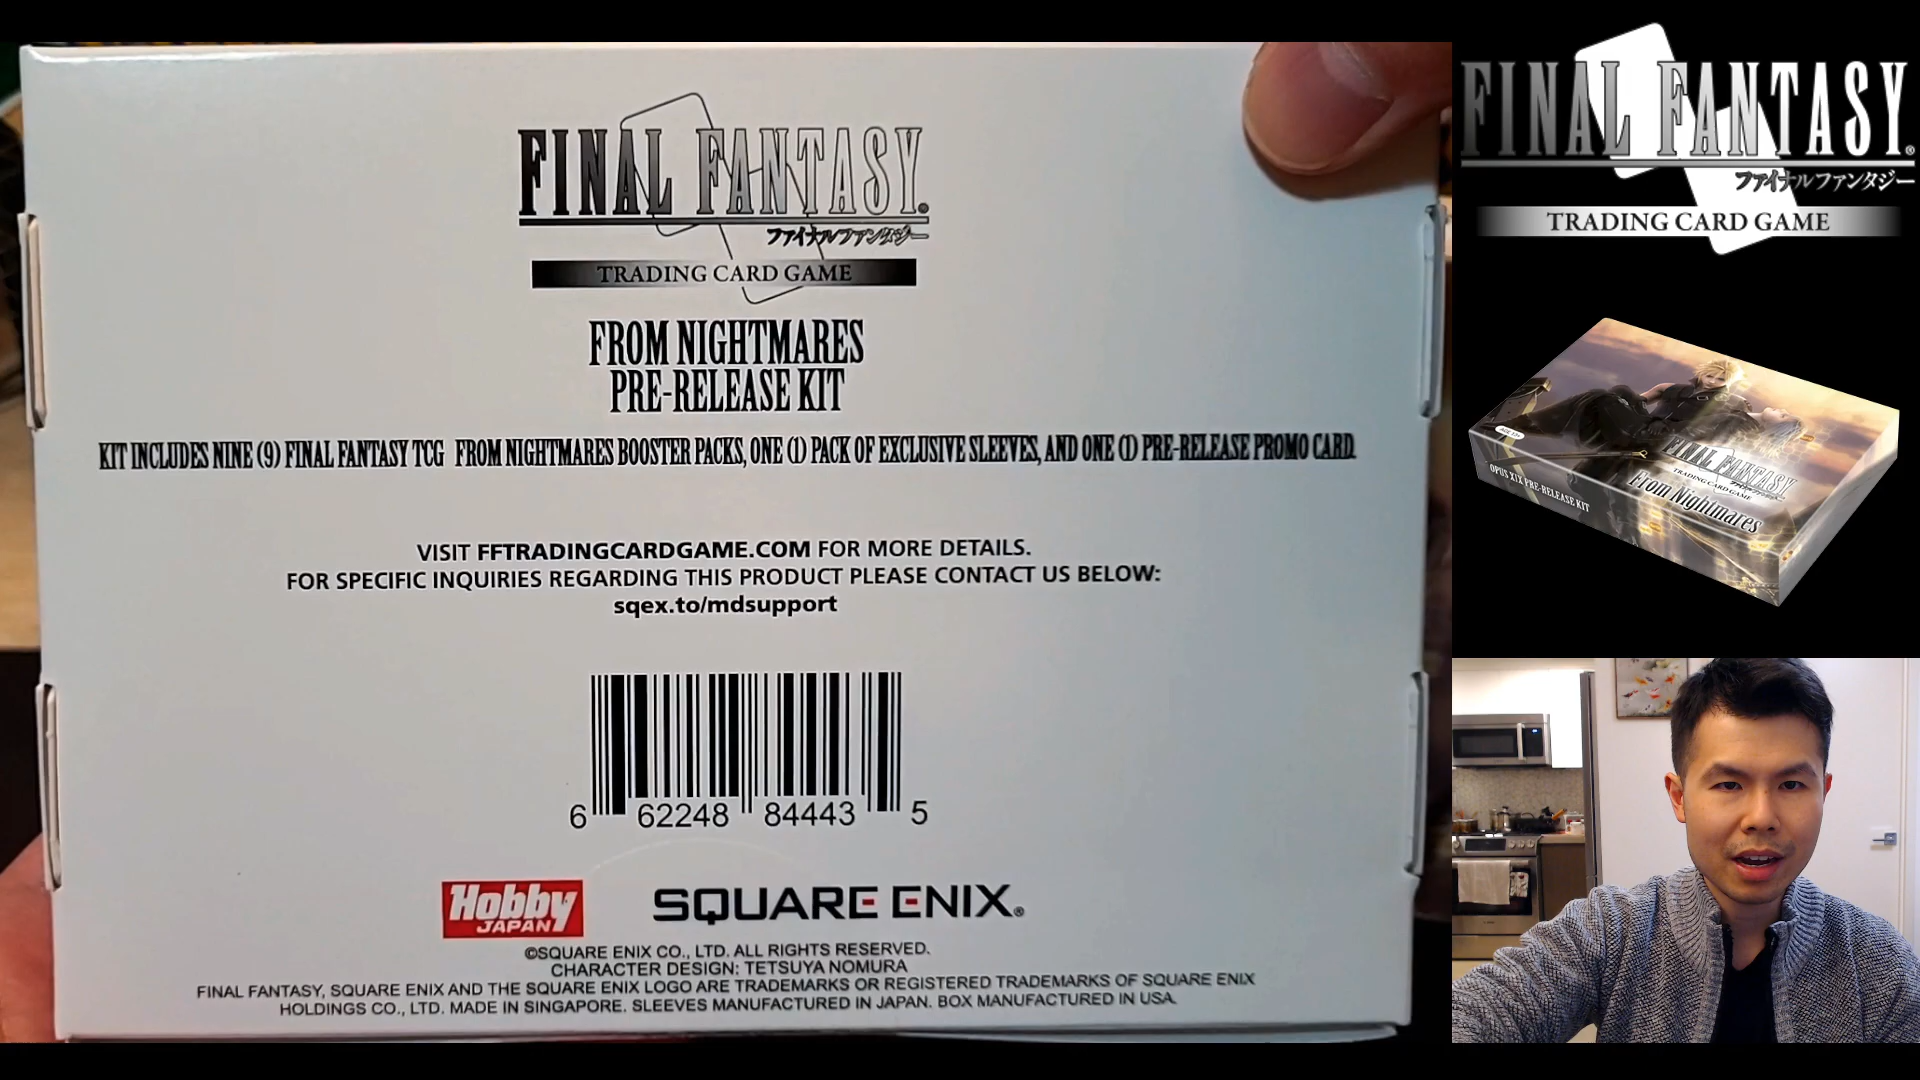 FINAL FANTASY®
ファイナルファンタジー
TRADING CARD GAME
FROM NIGHTMARES
PRE-RELEASE KIT
KIT INCLUDES NINE (9) FINAL FANTASY TCG FROM NIGHTMARES BOOSTER PACKS, ONE (1) PACK OF EXCLUSIVE SLEEVES, AND ONE (1) PRE-RELEASE PROMO CARD.
VISIT FFTRADINGCARDGAME.COM FOR MORE DETAILS.
FOR SPECIFIC INQUIRIES REGARDING THIS PRODUCT PLEASE CONTACT US BELOW:
sqex.to/mdsupport
6 62248 84443 5
Hobby
JAPAN
SQUARE ENIX®
©SQUARE ENIX CO., LTD. ALL RIGHTS RESERVED.
CHARACTER DESIGN: TETSUYA NOMURA
FINAL FANTASY, SQUARE ENIX AND THE SQUARE ENIX LOGO ARE TRADEMARKS OR REGISTERED TRADEMARKS OF SQUARE ENIX
HOLDINGS CO., LTD. MADE IN SINGAPORE. SLEEVES MANUFACTURED IN JAPAN. BOX MANUFACTURED IN USA.
FINAL FANTASY®
ファイナルファンタジー
TRADING CARD GAME
FINAL FANTASY
TRADING CARD GAME
From Nightmares
OPUS XIX PRE-RELEASE KIT